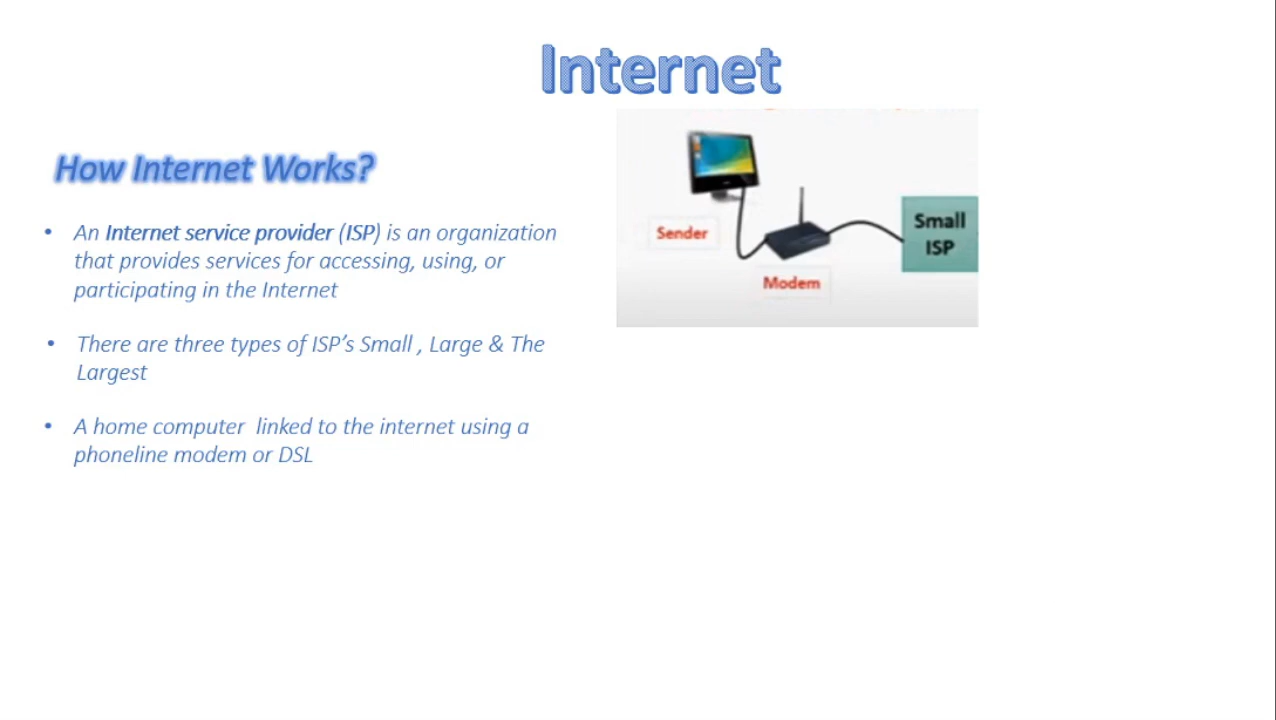 Internet
How Internet Works?
• An Internet service provider (ISP) is an organization
that provides services for accessing, using, or
participating in the Internet
• There are three types of ISP’s Small , Large & The
Largest
• A home computer  linked to the internet using a
phoneline modem or DSL
Sender
Modem
Small
ISP